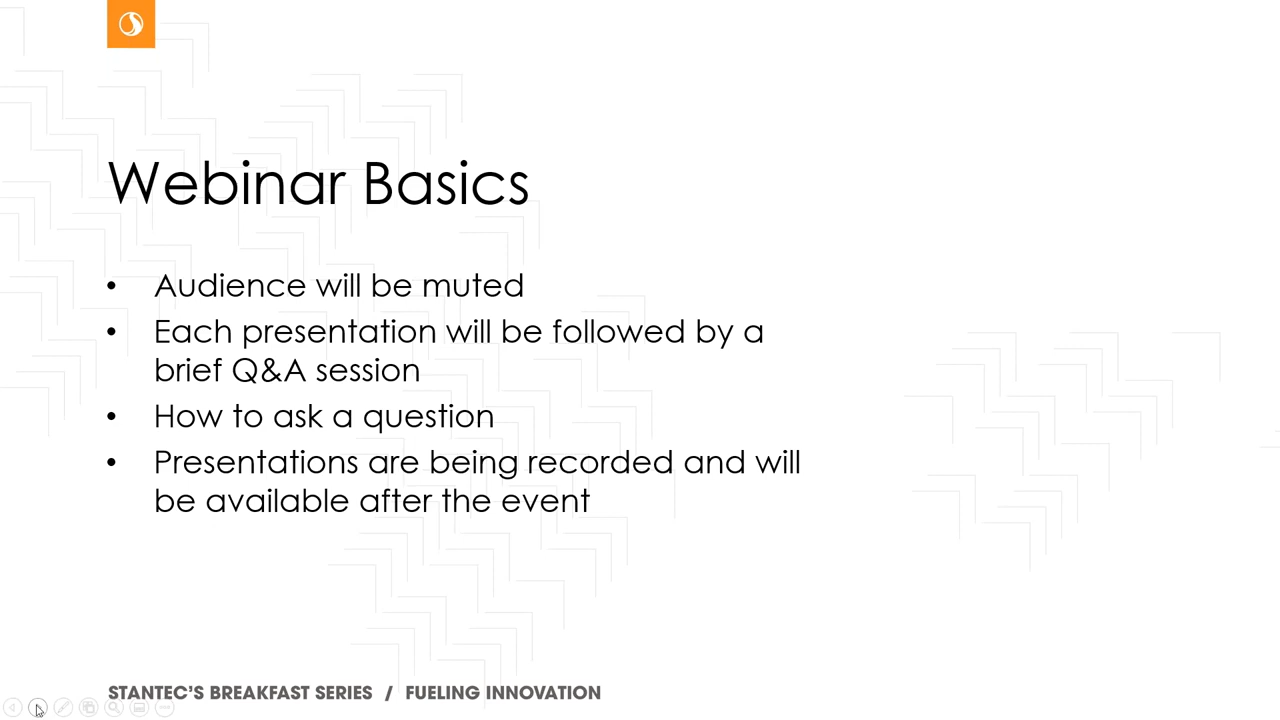 Webinar Basics
• Audience will be muted
• Each presentation will be followed by a
brief Q&A session
• How to ask a question
• Presentations are being recorded and will
be available after the event
STANTEC'S BREAKFAST SERIES / FUELING INNOVATION